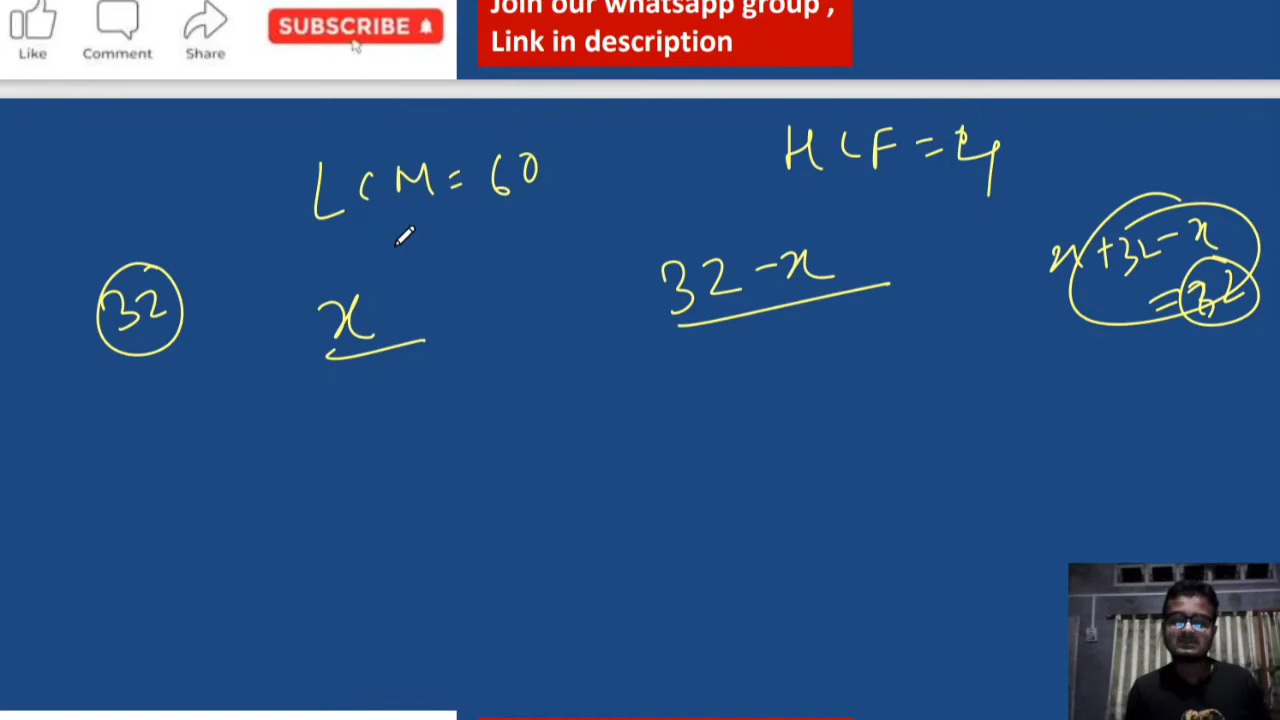 Join our whatsapp group ,
Link in description
Like
Comment
Share
SUBSCRIBE
LCM = 60
HCF = 4
32
x
32 - x
x + 32 - x
= 32